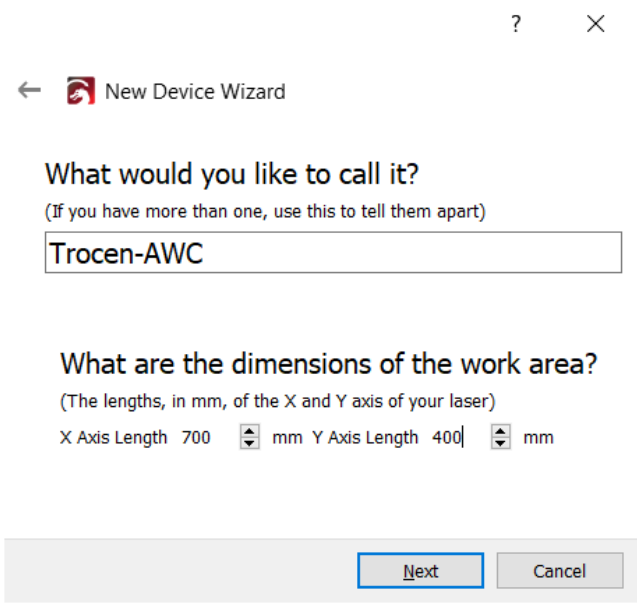 ?
New Device Wizard
What would you like to call it?
(If you have more than one, use this to tell them apart)
Trocen-AWC
What are the dimensions of the work area?
(The lengths, in mm, of the X and Y axis of your laser)
X Axis Length 700 mm Y Axis Length 400 mm
Next Cancel